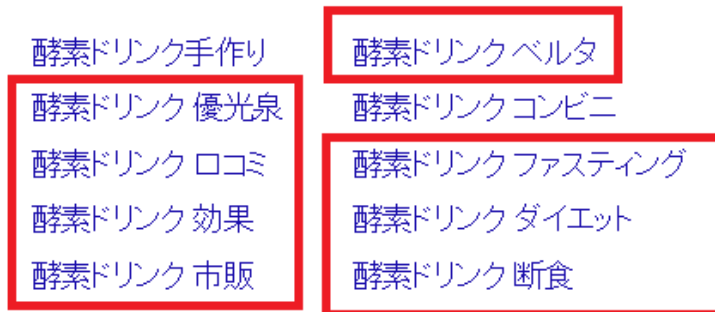 酵素ドリンク手作り
酵素ドリンク 優光泉
酵素ドリンク 口コミ
酵素ドリンク 効果
酵素ドリンク 市販
酵素ドリンク ベルタ
酵素ドリンク コンビニ
酵素ドリンク ファスティング
酵素ドリンク ダイエット
酵素ドリンク 断食